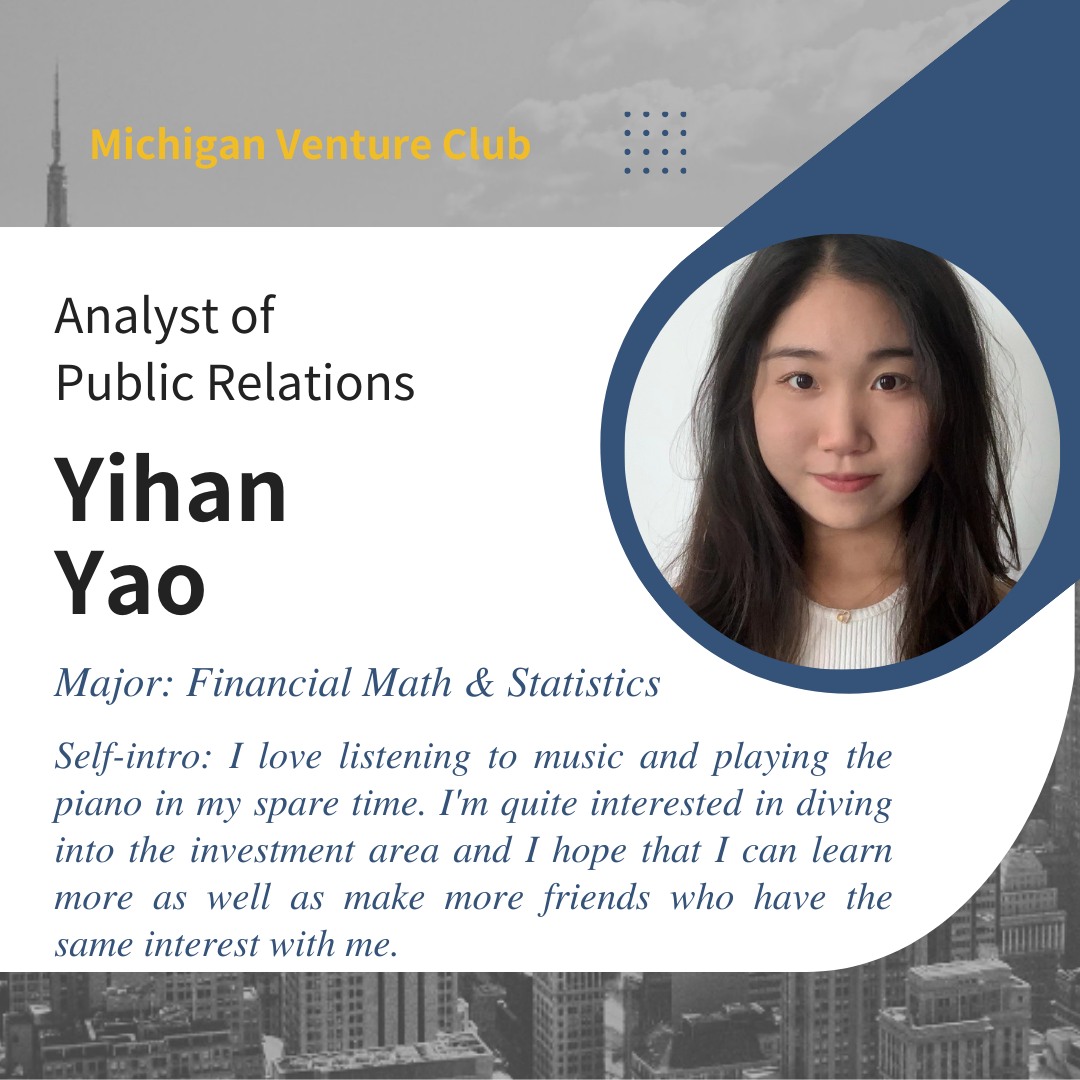 Michigan Venture Club
Analyst of
Public Relations
Yihan
Yao
Major: Financial Math & Statistics
Self-intro: I love listening to music and playing the
piano in my spare time. I'm quite interested in diving
into the investment area and I hope that I can learn
more as well as make more friends who have the
same interest with me.